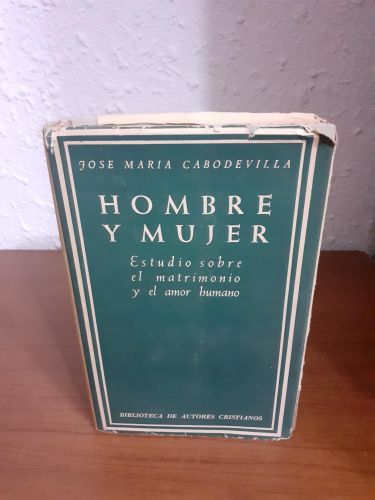 JOSE MARIA CABODEVILLA
HOMBRE
Y MUJER
Estudio sobre
el matrimonio
y el amor humano
BIBLIOTECA DE AUTORES CRISTIANOS